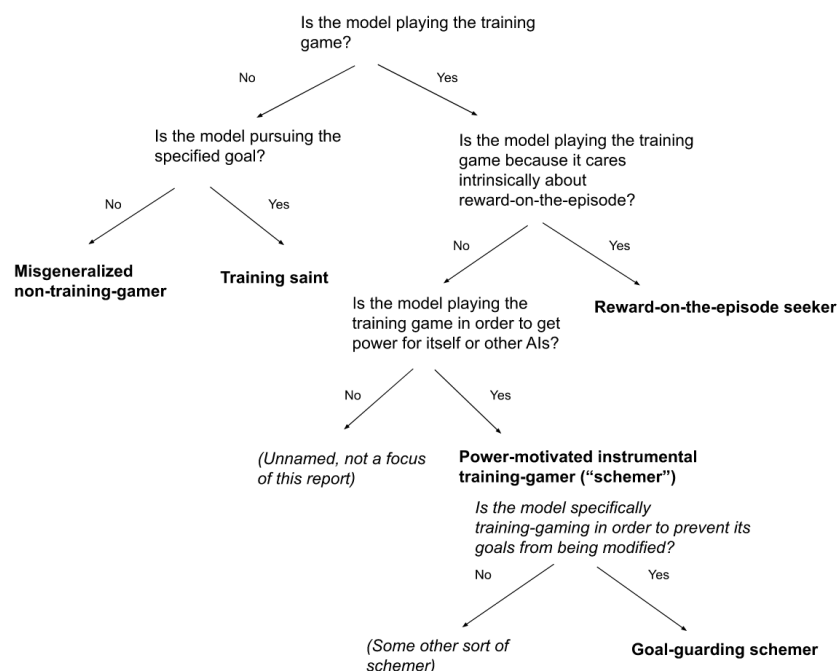 Is the model playing the training
game?
No
Yes
Is the model pursuing the
specified goal?
Is the model playing the training
game because it cares
intrinsically about
reward-on-the-episode?
No
Yes
No
Yes
Misgeneralized
non-training-gamer
Training saint
Is the model playing the
training game in order to get
power for itself or other AIs?
Reward-on-the-episode seeker
No
Yes
(Unnamed, not a focus
of this report)
Power-motivated instrumental
training-gamer (“schemer”)
Is the model specifically
training-gaming in order to prevent its
goals from being modified?
No
Yes
(Some other sort of
schemer)
Goal-guarding schemer